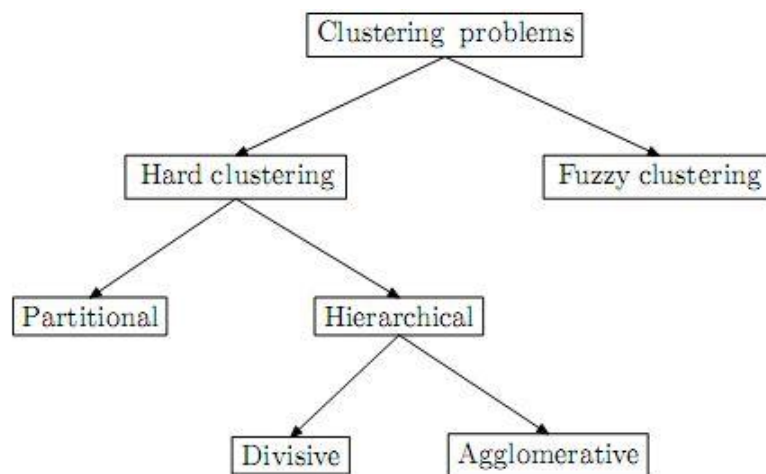 Clustering problems
Hard clustering
Fuzzy clustering
Partitional
Hierarchical
Divisive
Agglomerative